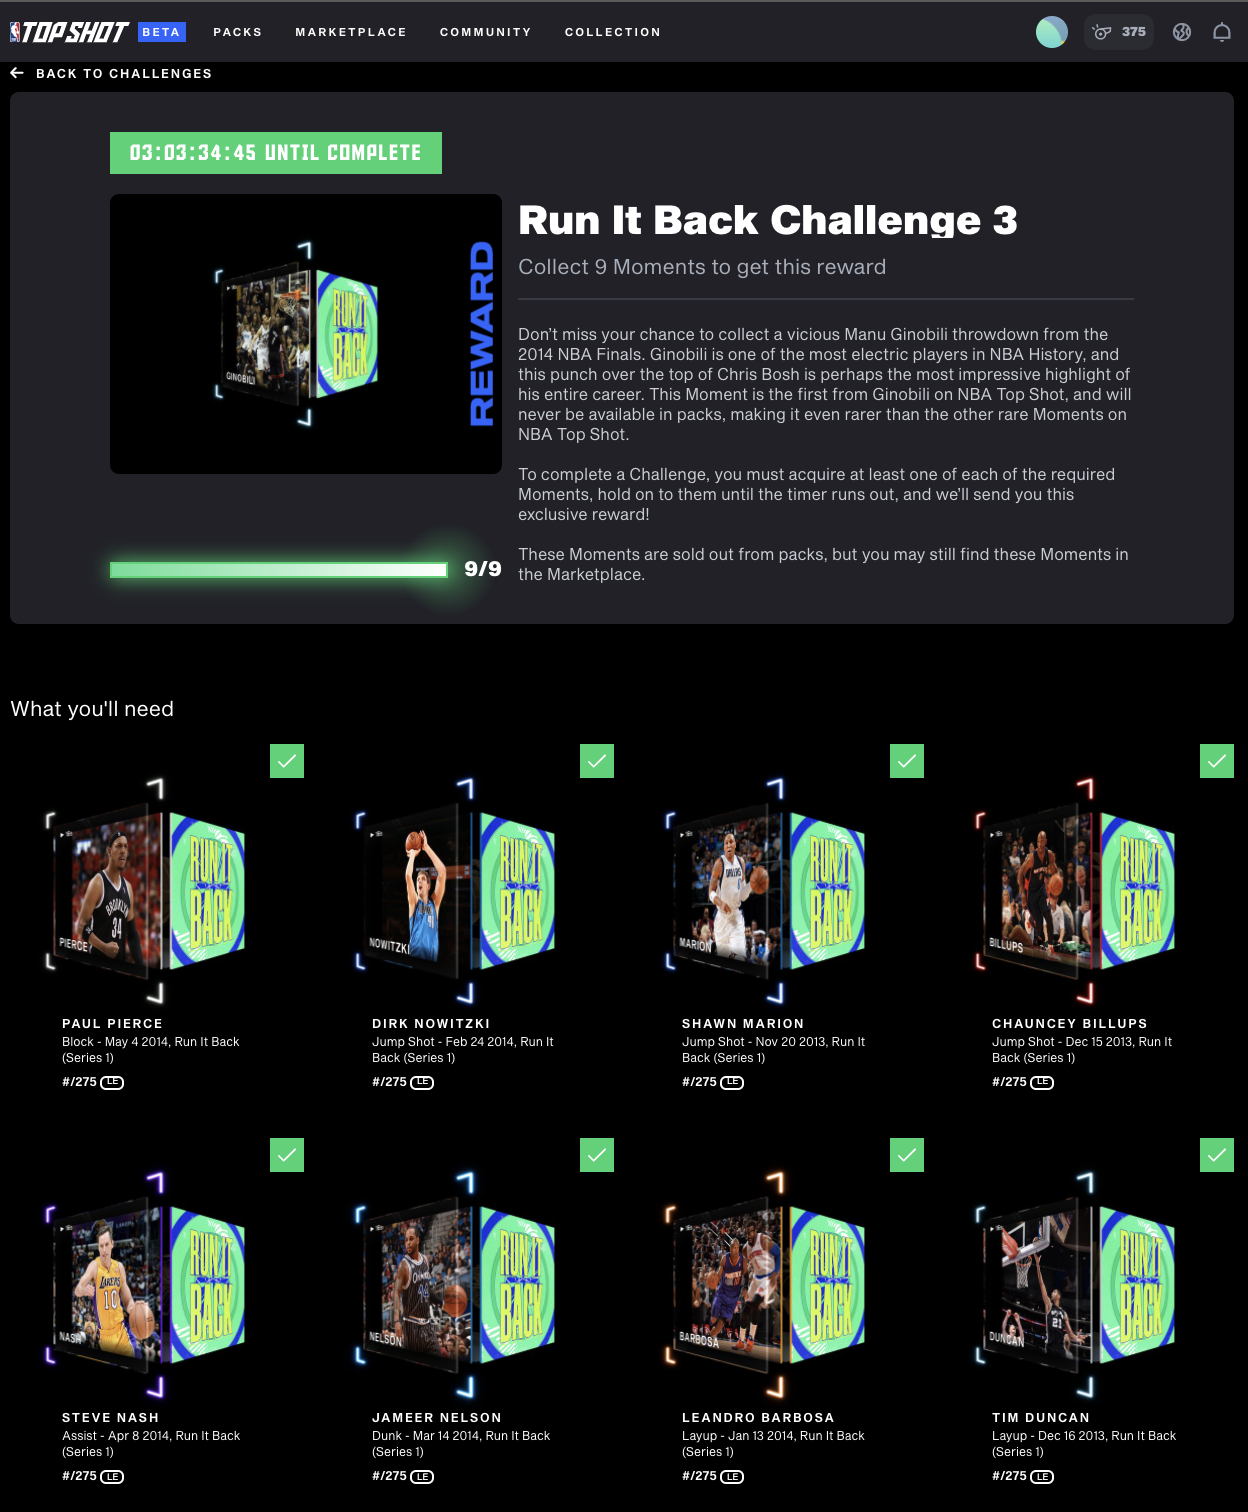 TOP SHOT BETA PACKS MARKETPLACE COMMUNITY COLLECTION 375
BACK TO CHALLENGES
03:03:34:45 UNTIL COMPLETE
GINOBILI
RUN IT
BACK
REWARD
9/9
Run It Back Challenge 3
Collect 9 Moments to get this reward
Don't miss your chance to collect a vicious Manu Ginobili throwdown from the
2014 NBA Finals. Ginobili is one of the most electric players in NBA History, and
this punch over the top of Chris Bosh is perhaps the most impressive highlight of
his entire career. This Moment is the first from Ginobili on NBA Top Shot, and will
never be available in packs, making it even rarer than the other rare Moments on
NBA Top Shot.
To complete a Challenge, you must acquire at least one of each of the required
Moments, hold on to them until the timer runs out, and we'll send you this
exclusive reward!
These Moments are sold out from packs, but you may still find these Moments in
the Marketplace.
What you'll need
BROOKLYN
34
PIERCE
RUN IT
BACK
PAUL PIERCE
Block - May 4 2014, Run It Back
(Series 1)
#/275 LE
41
NOWITZKI
RUN IT
BACK
DIRK NOWITZKI
Jump Shot - Feb 24 2014, Run It
Back (Series 1)
#/275 LE
DALLAS
MARION
RUN IT
BACK
SHAWN MARION
Jump Shot - Nov 20 2013, Run It
Back (Series 1)
#/275 LE
BILLUPS
RUN IT
BACK
CHAUNCEY BILLUPS
Jump Shot - Dec 15 2013, Run It
Back (Series 1)
#/275 LE
LAKERS
10
NASH
RUN IT
BACK
STEVE NASH
Assist - Apr 8 2014, Run It Back
(Series 1)
#/275 LE
NELSON
RUN IT
BACK
JAMEER NELSON
Dunk - Mar 14 2014, Run It Back
(Series 1)
#/275 LE
BARBOSA
RUN IT
BACK
LEANDRO BARBOSA
Layup - Jan 13 2014, Run It Back
(Series 1)
#/275 LE
21
DUNCAN
RUN IT
BACK
TIM DUNCAN
Layup - Dec 16 2013, Run It Back
(Series 1)
#/275 LE